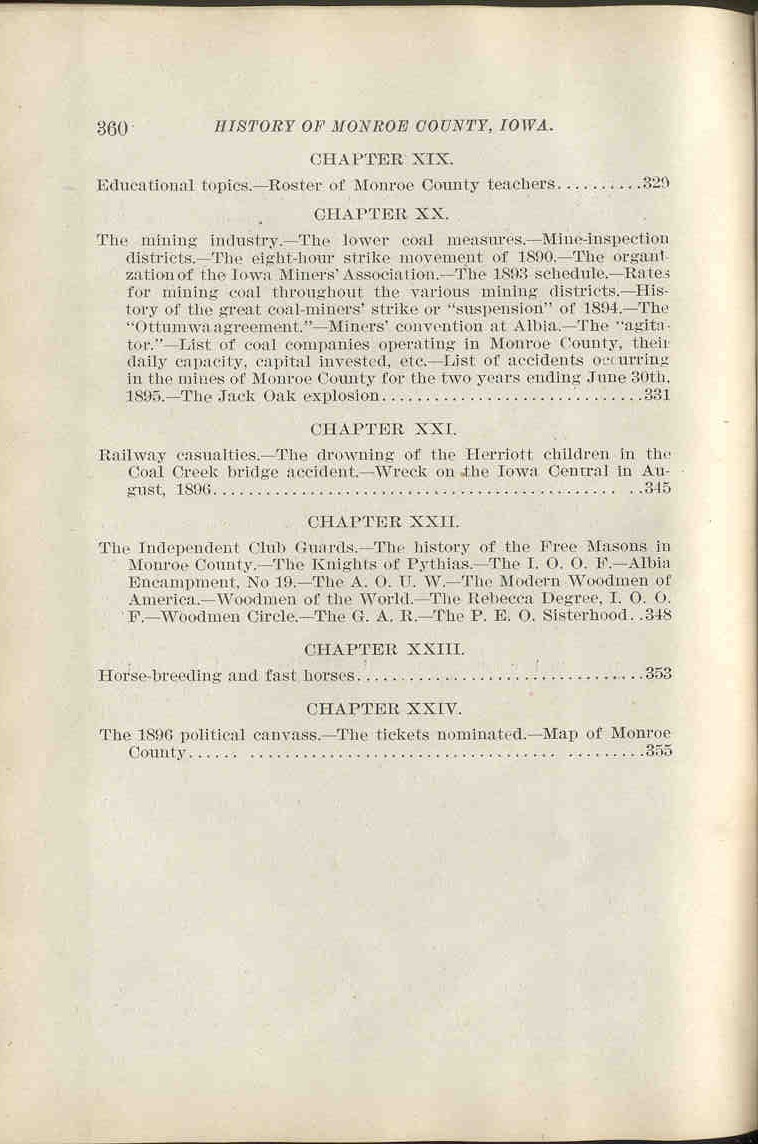 360 HISTORY OF MONROE COUNTY, IOWA.
CHAPTER XIX.
Educational topics.—Roster of Monroe County teachers..........329
CHAPTER XX.
The mining industry.—The lower coal measures.—Mine-inspection
districts.—The eight-hour strike movement of 1890.—The organi-
zation of the Iowa Miners' Association.—The 1893 schedule.—Rates
for mining coal throughout the various mining districts.—His-
tory of the great coal-miners' strike or "suspension" of 1894.—The
"Ottumwa agreement."—Miners' convention at Albia.—The "agita-
tor."—List of coal companies operating in Monroe County, their
daily capacity, capital invested, etc.—List of accidents occurring
in the mines of Monroe County for the two years ending June 30th,
1895.—The Jack Oak explosion..............................331
CHAPTER XXI.
Railway casualties.—The drowning of the Herriott children in the
Coal Creek bridge accident.—Wreck on the Iowa Central in Au-
gust, 1896.............................................. ..345
CHAPTER XXII.
The Independent Club Guards.—The history of the Free Masons in
Monroe County.—The Knights of Pythias.—The I. O. O. F.—Albia
Encampment, No 19.—The A. O. U. W.—The Modern Woodmen of
America.—Woodmen of the World.—The Rebecca Degree, I. O. O.
F.—Woodmen Circle.—The G. A. R.—The P. E. O. Sisterhood..348
CHAPTER XXIII.
Horse-breeding and fast horses.................................353
CHAPTER XXIV.
The 1896 political canvass.—The tickets nominated.—Map of Monroe
County...... ................................... .........355